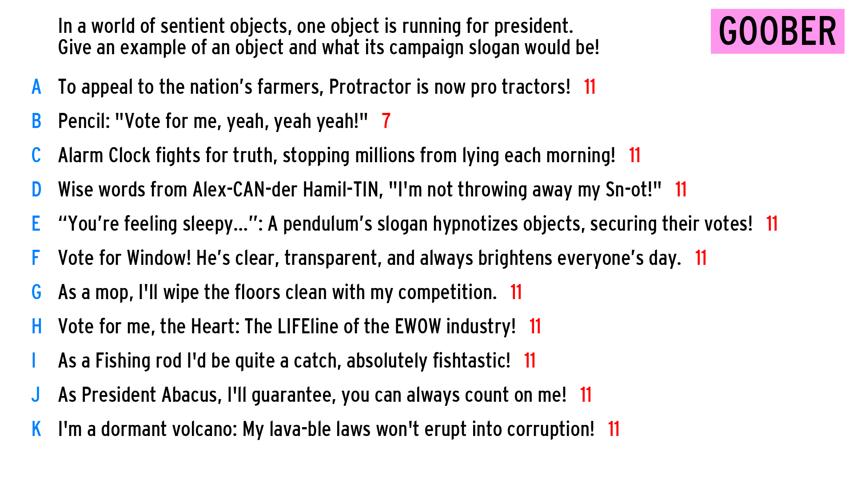 In a world of sentient objects, one object is running for president.
Give an example of an object and what its campaign slogan would be!
GOOBER
A To appeal to the nation's farmers, Protractor is now pro tractors! 11
B Pencil: "Vote for me, yeah, yeah yeah!" 7
C Alarm Clock fights for truth, stopping millions from lying each morning! 11
D Wise words from Alex-CAN-der Hamil-TIN, "I'm not throwing away my Sn-ot!" 11
E “You’re feeling sleepy...”: A pendulum’s slogan hypnotizes objects, securing their votes! 11
F Vote for Window! He’s clear, transparent, and always brightens everyone’s day. 11
G As a mop, I'll wipe the floors clean with my competition. 11
H Vote for me, the Heart: The LIFEline of the EWOW industry! 11
I As a Fishing rod I'd be quite a catch, absolutely fishtastic! 11
J As President Abacus, I'll guarantee, you can always count on me! 11
K I'm a dormant volcano: My lava-ble laws won't erupt into corruption! 11